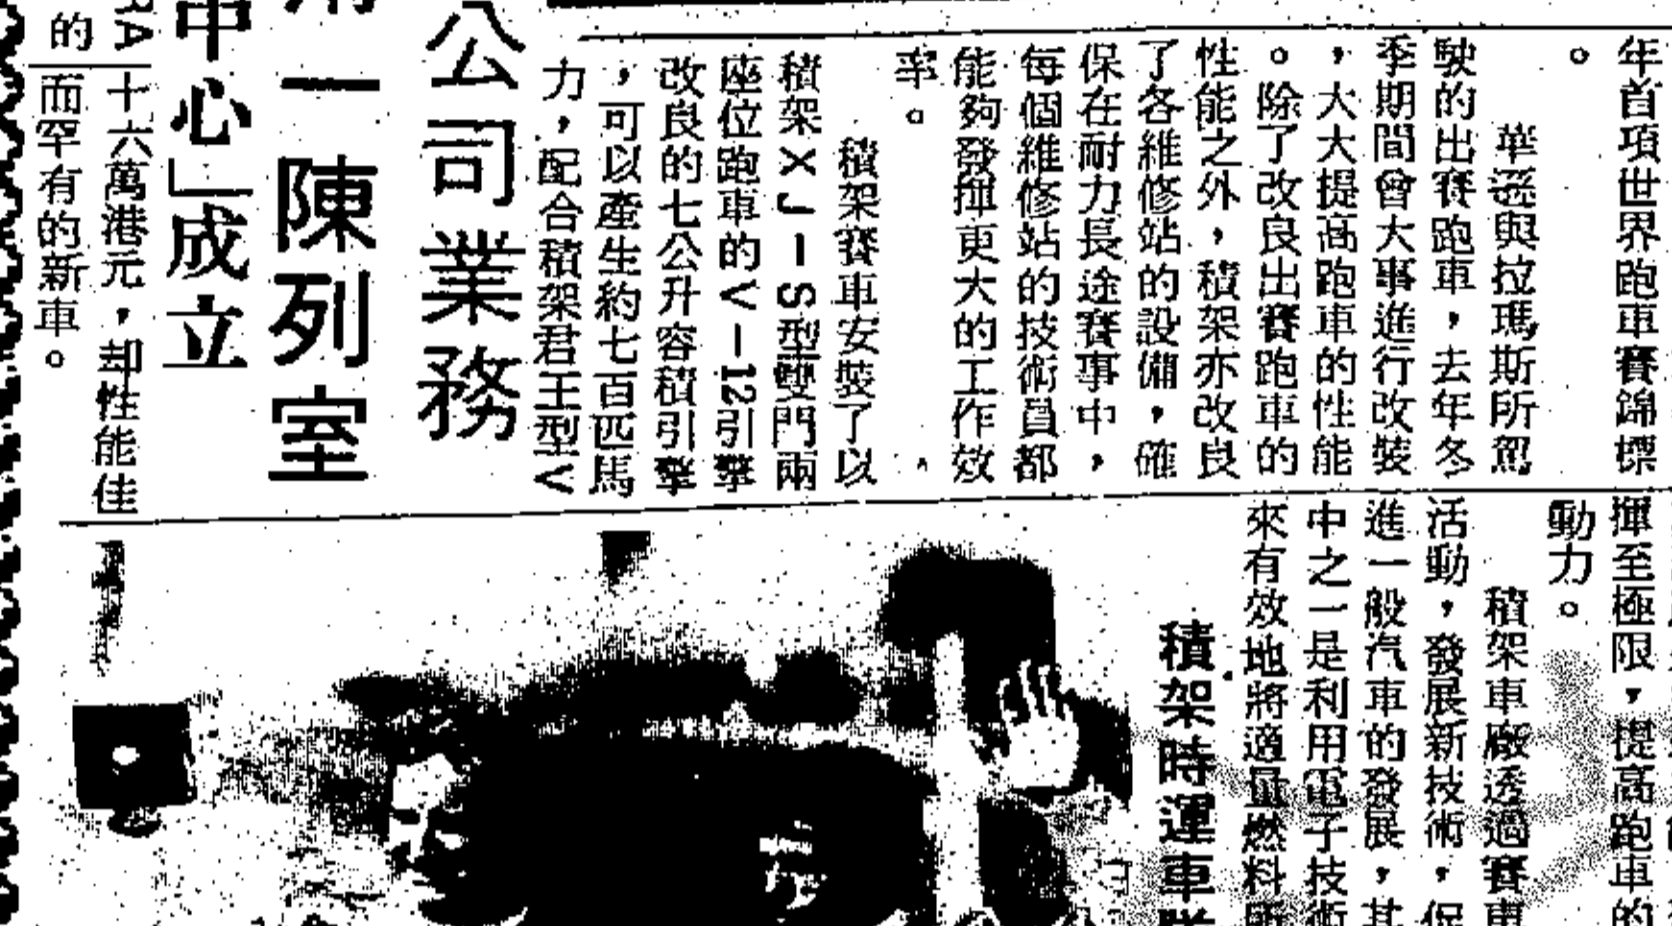 年首項世界跑車賽錦標
。
華遜與拉瑪斯所駕
駛的出賽跑車，去年冬
季期間曾大事進行改裝
，大大提高跑車的性能
。除了改良出賽跑車的
性能之外，積架亦改良
了各維修站的設備，確
保在耐力長途賽事中，
每個維修站的技術員都
能夠發揮更大的工作效
率。
積架賽車安裝了以
積架XJ－S型雙門兩
座位跑車的V－12引擎
改良的七公升容積引擎
，可以產生約七百匹馬
力，配合積架君王型V
公司業務
一陳列室
中心」成立
RA
的
十六萬港元，却性能佳
而罕有的新車。
揮至極限，提高跑車的
動力。
積架車廠透過賽車
活動，發展新技術，促
進一般汽車的發展，其
中之一是利用電子技術
來有效地將適量燃料
積架時運車